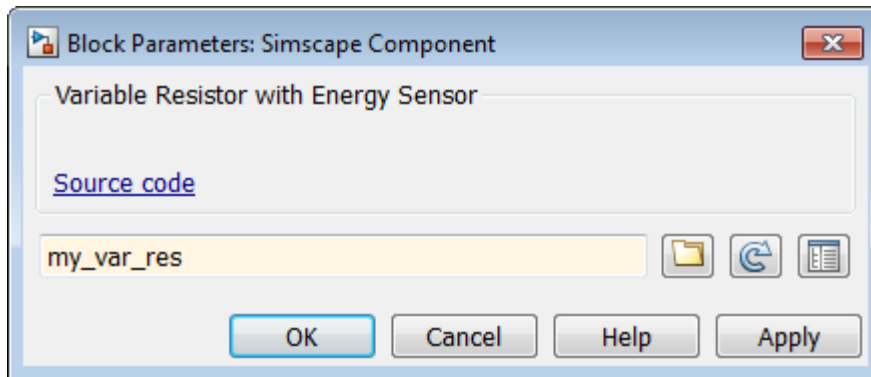 Block Parameters: Simscape Component
Variable Resistor with Energy Sensor
Source code
my_var_res
OK Cancel Help Apply